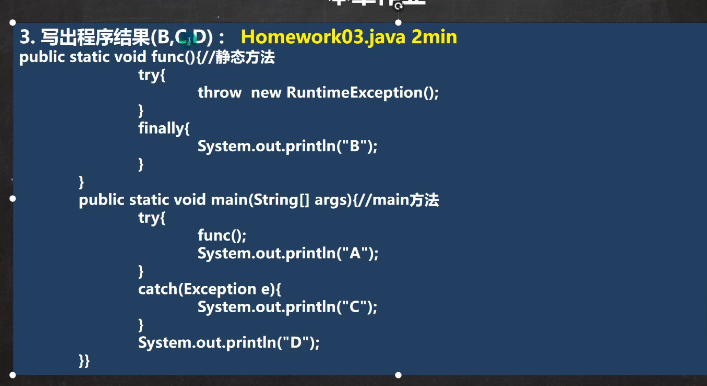 3. 写出程序结果(B,C,D)： Homework03.java 2min
public static void func(){//静态方法
try{
throw new RuntimeException();
}
finally{
System.out.println("B");
}
}
public static void main(String[] args){//main方法
try{
func();
System.out.println("A");
}
catch(Exception e){
System.out.println("C");
}
System.out.println("D");
}}